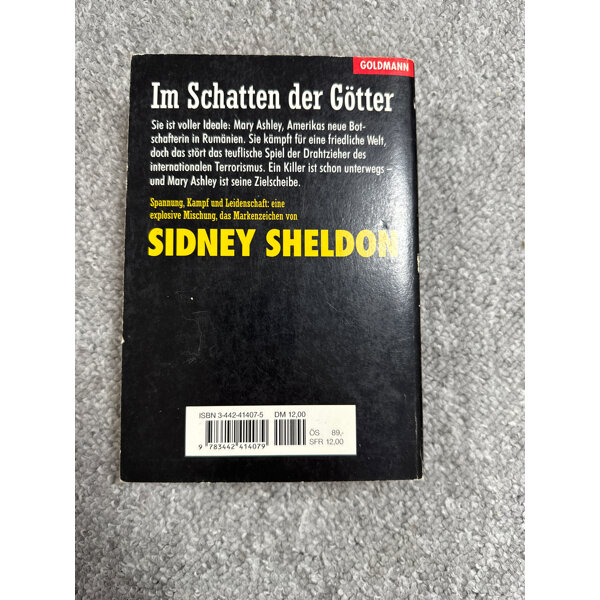 GOLDMANN
Im Schatten der Götter
Sie ist voller Ideale: Mary Ashley, Amerikas neue Bot-
schafterin in Rumänien. Sie kämpft für eine friedliche Welt,
doch das stört das teuflische Spiel der Drahtzieher des
internationalen Terrorismus. Ein Killer ist schon unterwegs –
und Mary Ashley ist seine Zielscheibe.
Spannung, Kampf und Leidenschaft: eine
explosive Mischung, das Markenzeichen von
SIDNEY SHELDON
ISBN 3-442-41407-5 DM 12,00
ÖS 89,-
SFR 12,00
9 783442 414079